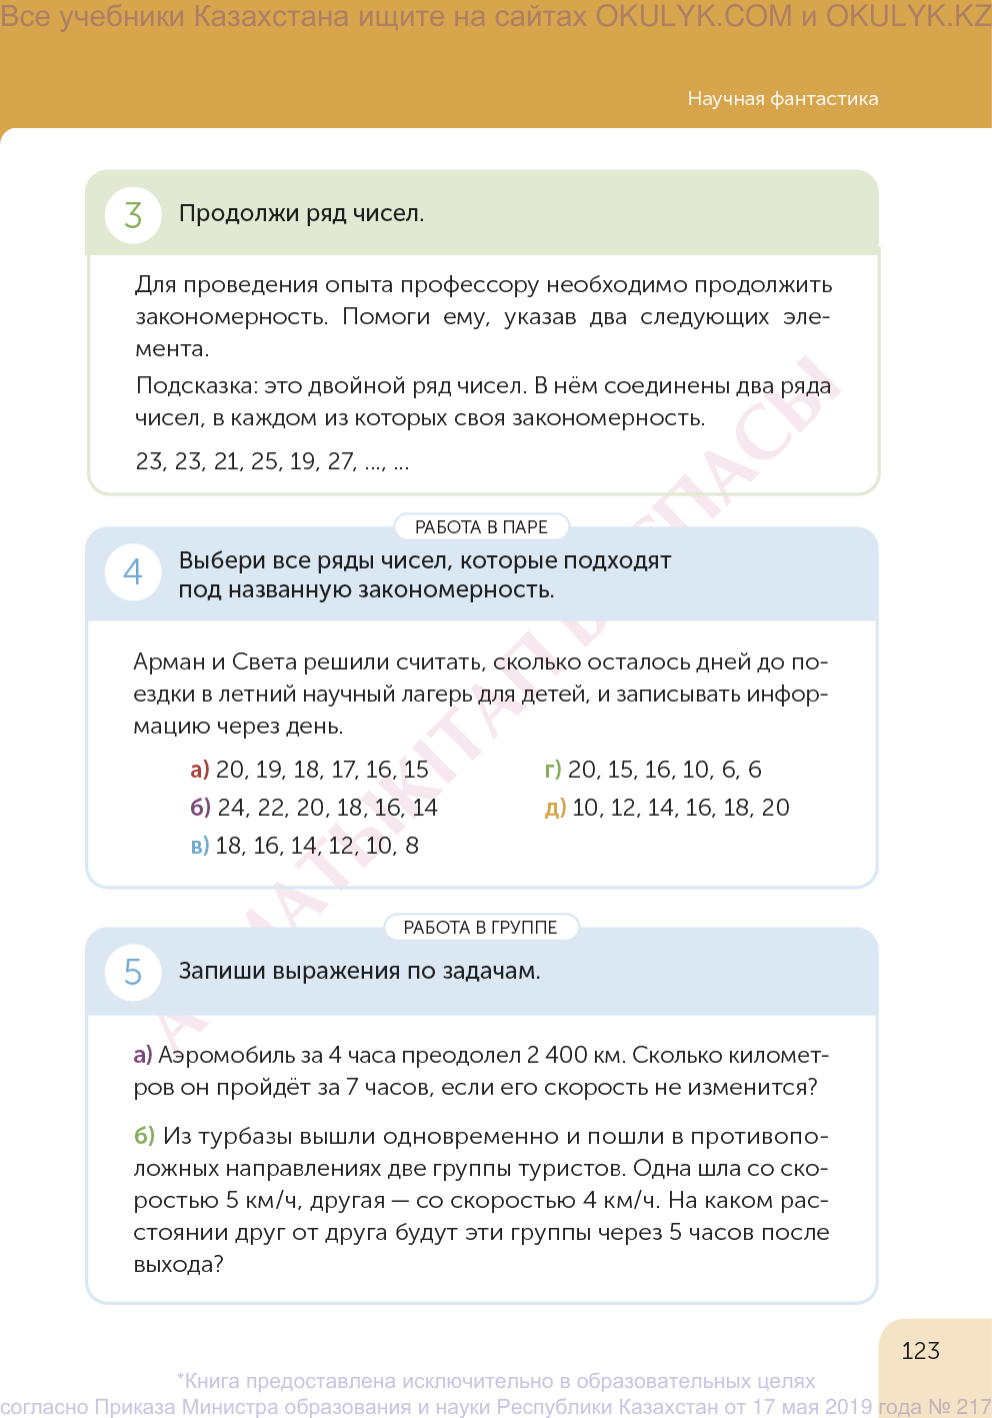 Все учебники Казахстана ищите на сайтах OKULYK.COM и OKULYK.KZ
Научная фантастика
3
Продолжи ряд чисел.
Для проведения опыта профессору необходимо продолжить
закономерность. Помоги ему, указав два следующих эле-
мента.
Подсказка: это двойной ряд чисел. В нём соединены два ряда
чисел, в каждом из которых своя закономерность.
23, 23, 21, 25, 19, 27, ..., ...
РАБОТА В ПАРЕ
4
Выбери все ряды чисел, которые подходят
под названную закономерность.
Арман и Света решили считать, сколько осталось дней до по-
ездки в летний научный лагерь для детей, и записывать инфор-
мацию через день.
а) 20, 19, 18, 17, 16, 15
б) 24, 22, 20, 18, 16, 14
в) 18, 16, 14, 12, 10, 8
г) 20, 15, 16, 10, 6, 6
д) 10, 12, 14, 16, 18, 20
РАБОТА В ГРУППЕ
5
Запиши выражения по задачам.
а) Аэромобиль за 4 часа преодолел 2 400 км. Сколько километ-
ров он пройдёт за 7 часов, если его скорость не изменится?
б) Из турбазы вышли одновременно и пошли в противопо-
ложных направлениях две группы туристов. Одна шла со ско-
ростью 5 км/ч, другая — со скоростью 4 км/ч. На каком рас-
стоянии друг от друга будут эти группы через 5 часов после
выхода?
123
*Книга предоставлена исключительно в образовательных целях
согласно Приказа Министра образования и науки Республики Казахстан от 17 мая 2019 года № 217